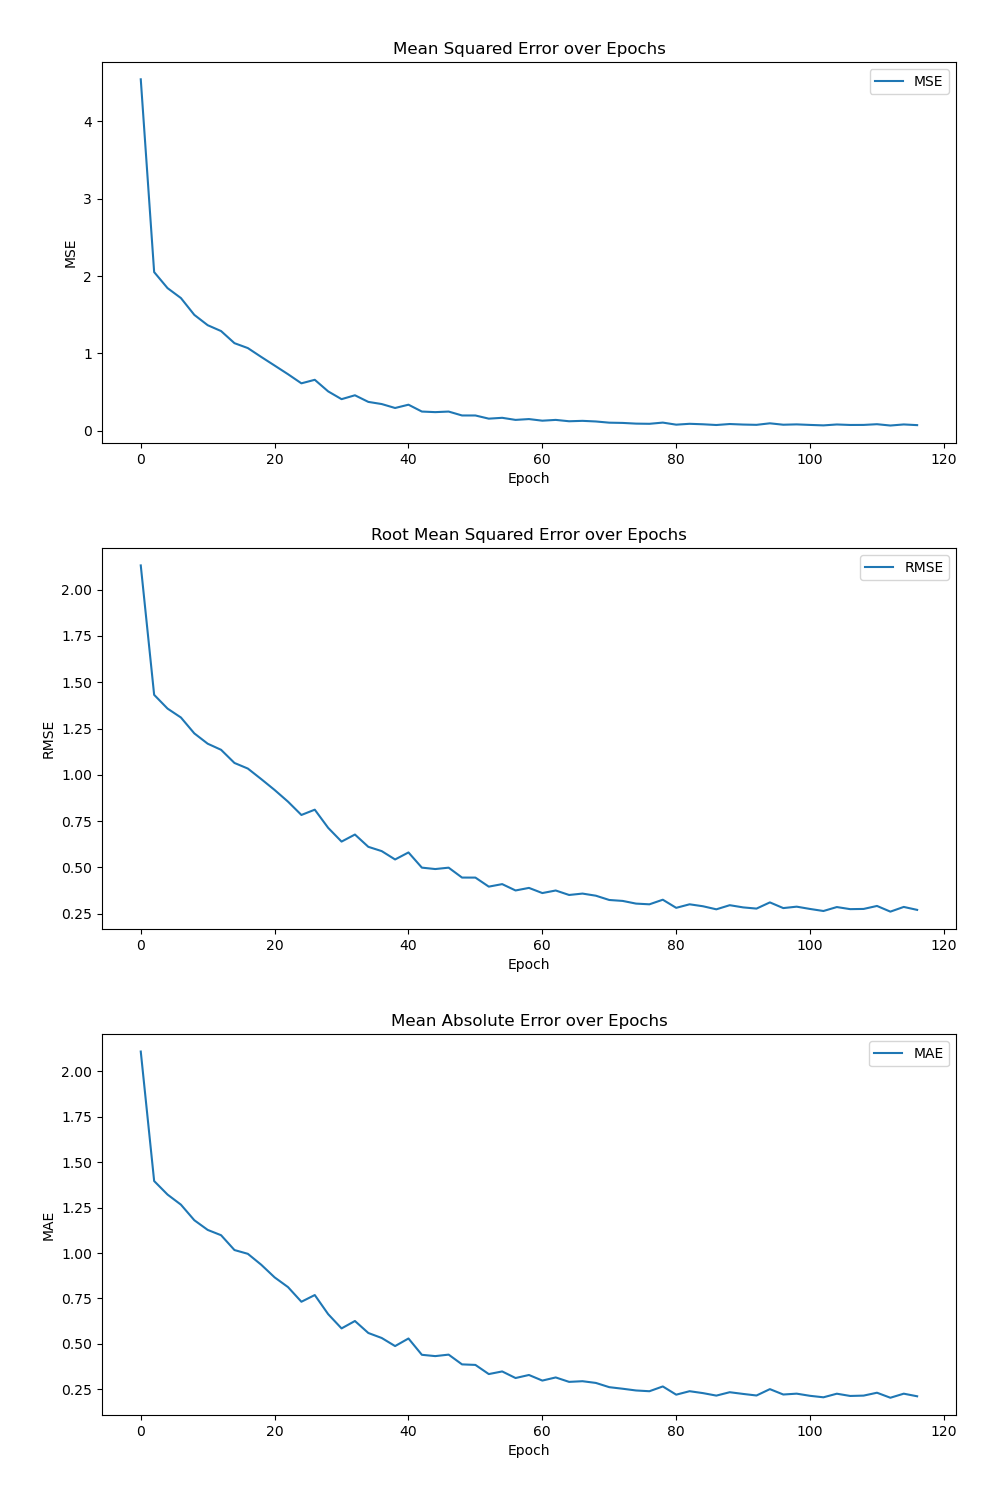 Mean Squared Error over Epochs
MSE
4
3
2
1
0
MSE
0 20 40 60 80 100 120
Epoch
Root Mean Squared Error over Epochs
RMSE
2.00
1.75
1.50
1.25
1.00
0.75
0.50
0.25
RMSE
0 20 40 60 80 100 120
Epoch
Mean Absolute Error over Epochs
MAE
2.00
1.75
1.50
1.25
1.00
0.75
0.50
0.25
MAE
0 20 40 60 80 100 120
Epoch